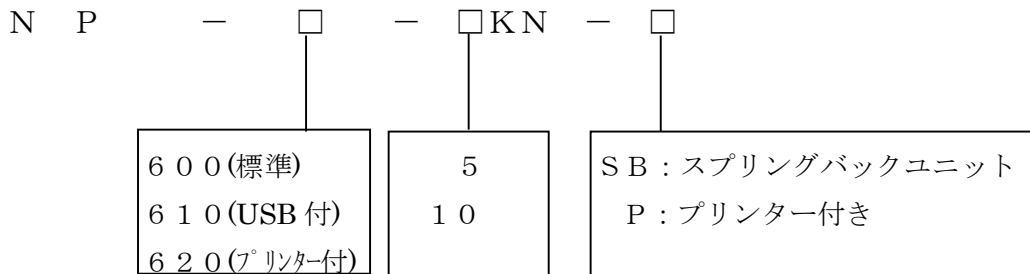 ＮＰ－□－□ＫＮ－□
６００(標準)
６１０(USB 付)
６２０(ﾌﾟﾘﾝﾀｰ付)
５
１０
ＳＢ：スプリングバックユニット
Ｐ：プリンター付き